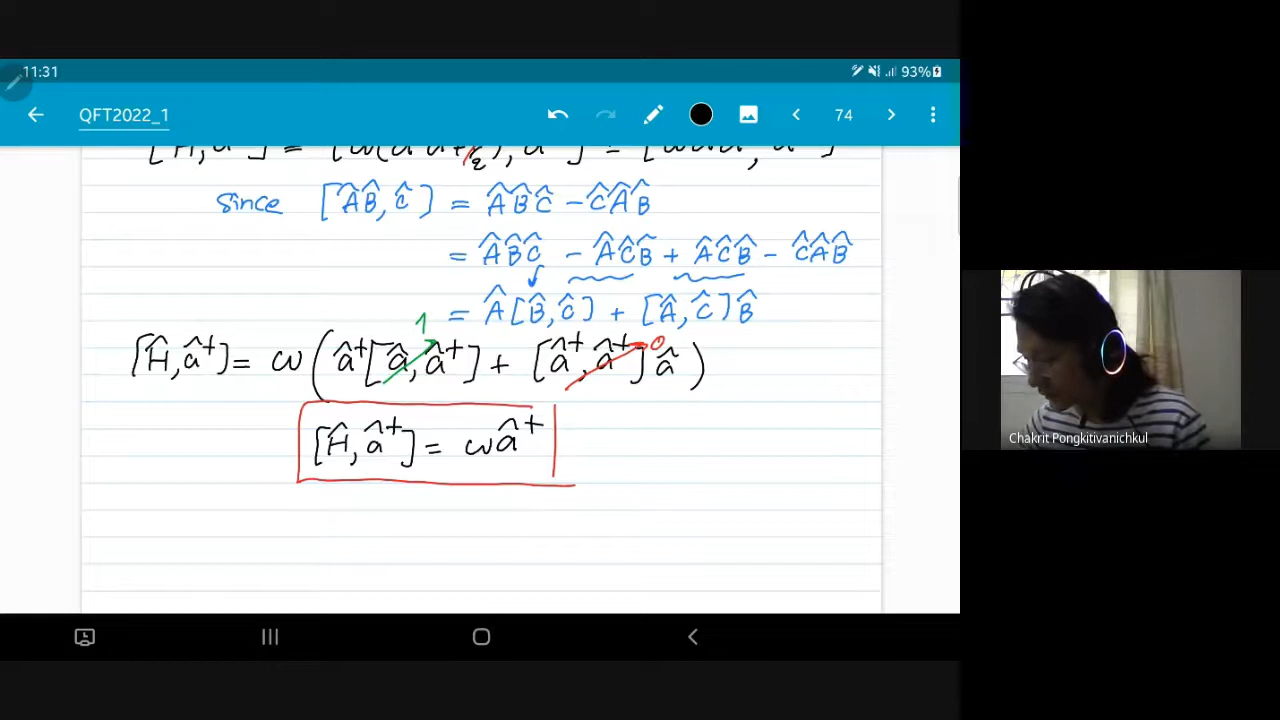 11:31
93%
QFT2022_1
74
since [ÂB̂, Ĉ] = ÂB̂Ĉ - ĈÂB̂
= ÂB̂Ĉ - ÂĈB̂ + ÂĈB̂ - ĈÂB̂
= Â[B̂, Ĉ] + [Â, Ĉ]B̂
1 0
[Ĥ, â†] = ω(â†[â, â†] + [â†, â†]â)
[Ĥ, â†] = ωâ†
Chakrit Pongkitivanichkul